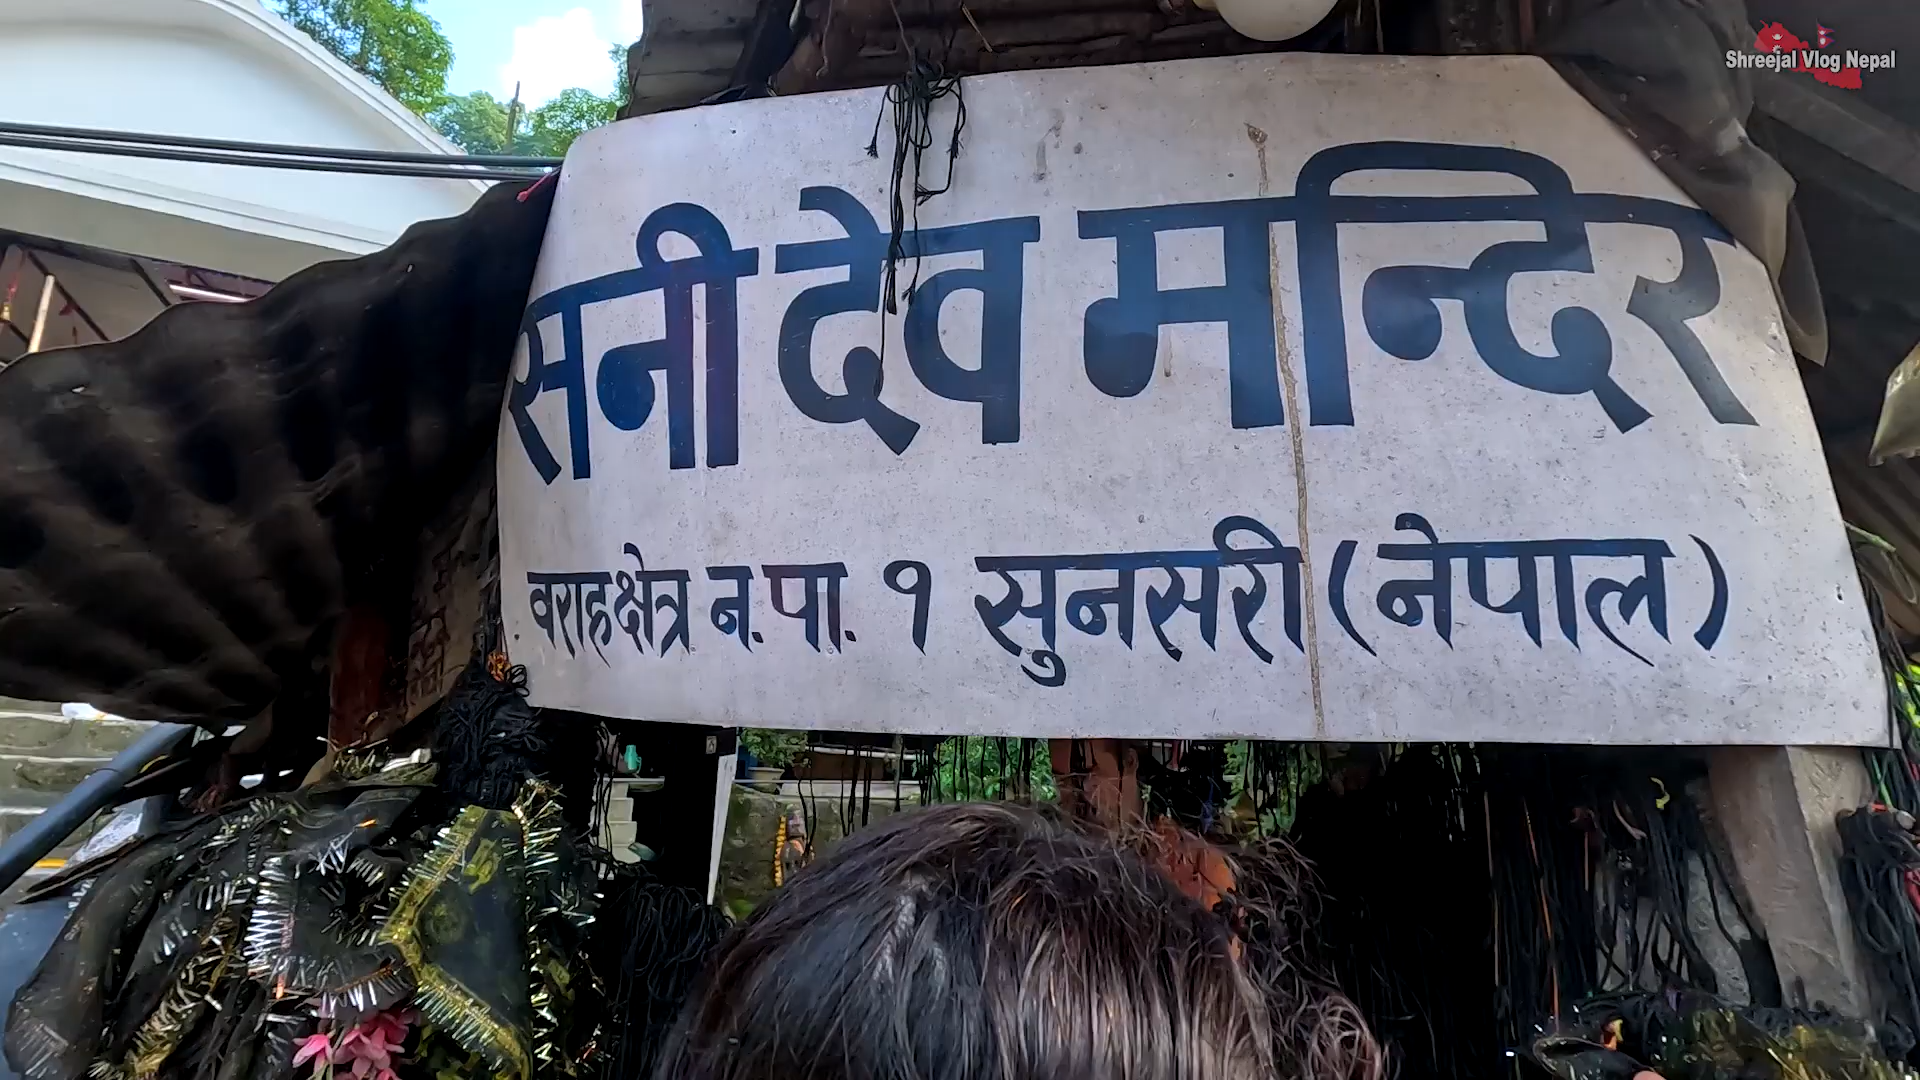 Shreejal Vlog Nepal
सनी देव मन्दिर
वराहक्षेत्र न.पा. १ सुनसरी (नेपाल)